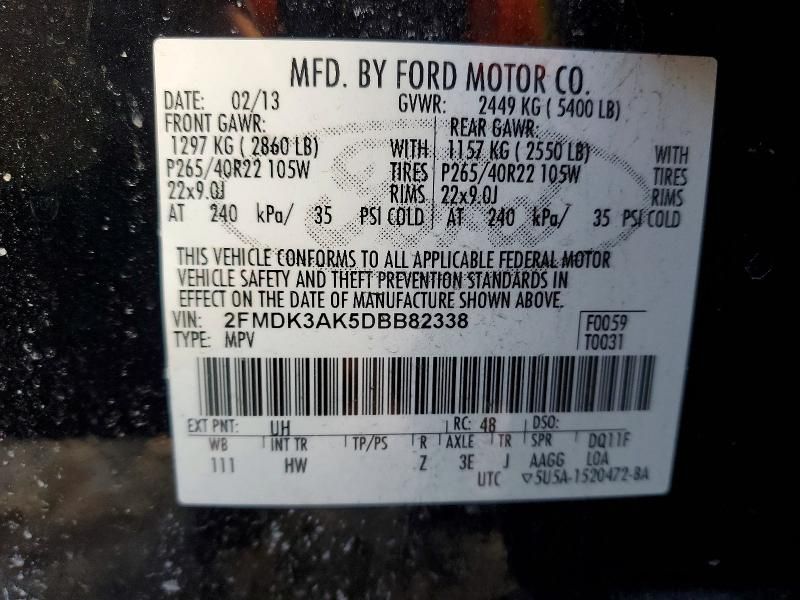 MFD. BY FORD MOTOR CO.
DATE: 02/13 GVWR: 2449 KG ( 5400 LB)
FRONT GAWR: REAR GAWR:
1297 KG ( 2860 LB) WITH 1157 KG ( 2550 LB) WITH
P265/40R22 105W TIRES P265/40R22 105W TIRES
22x9.0J RIMS 22x9.0J RIMS
AT 240 kPa/ 35 PSI COLD AT 240 kPa/ 35 PSI COLD
THIS VEHICLE CONFORMS TO ALL APPLICABLE FEDERAL MOTOR
VEHICLE SAFETY AND THEFT PREVENTION STANDARDS IN
EFFECT ON THE DATE OF MANUFACTURE SHOWN ABOVE.
VIN: 2FMDK3AK5DBB82338 F0059
TYPE: MPV T0031
EXT PNT: UH RC: 48 DSO:
WB INT TR TP/PS R AXLE TR SPR DQ11F
111 HW Z 3E J AAGG LOA
UTC ▽5U5A-1520472-BA